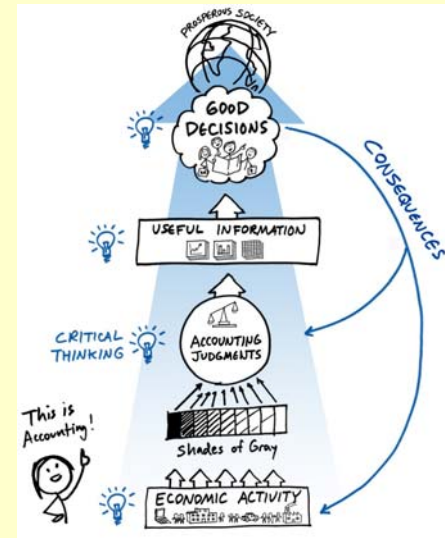 PROSPEROUS SOCIETY
GOOD
DECISIONS
CONSEQUENCES
USEFUL INFORMATION
CRITICAL
THINKING
ACCOUNTING
JUDGMENTS
Shades of Gray
This is
Accounting!
ECONOMIC ACTIVITY